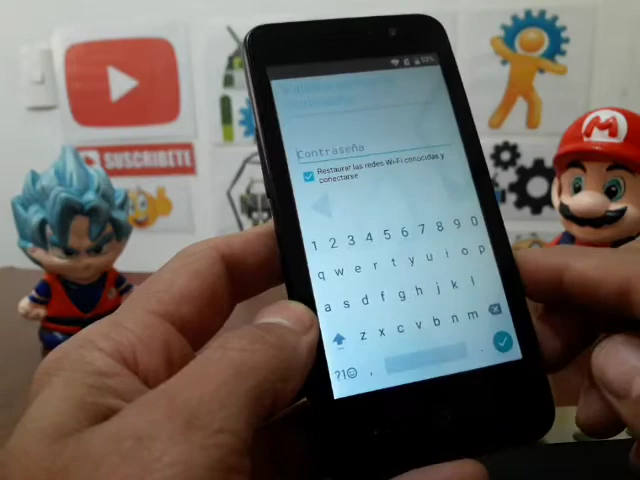 SUSCRIBETE
53%
Contraseña
Restaurar las redes Wi-Fi conocidas y
conectarse
1 2 3 4 5 6 7 8 9 0
q w e r t y u i o p
a s d f g h j k l
z x c v b n m
?1☺ , .
M